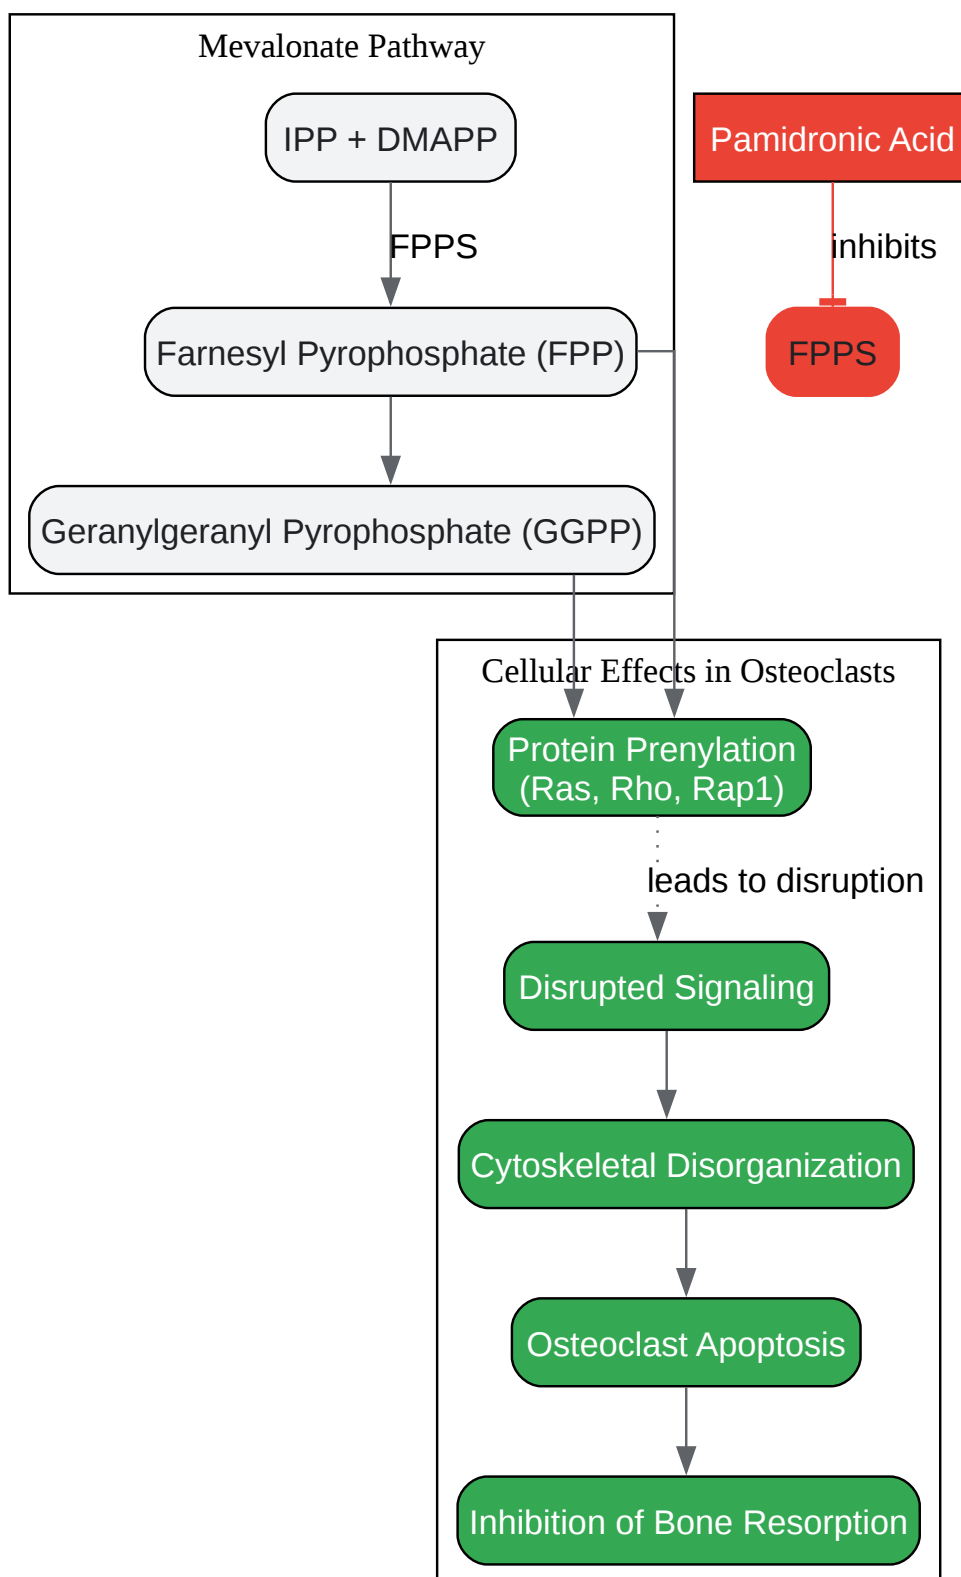 Mevalonate Pathway
IPP + DMAPP
Pamidronic Acid
FPPS
inhibits
Farnesyl Pyrophosphate (FPP)
FPPS
Geranylgeranyl Pyrophosphate (GGPP)
Cellular Effects in Osteoclasts
Protein Prenylation
(Ras, Rho, Rap1)
leads to disruption
Disrupted Signaling
Cytoskeletal Disorganization
Osteoclast Apoptosis
Inhibition of Bone Resorption